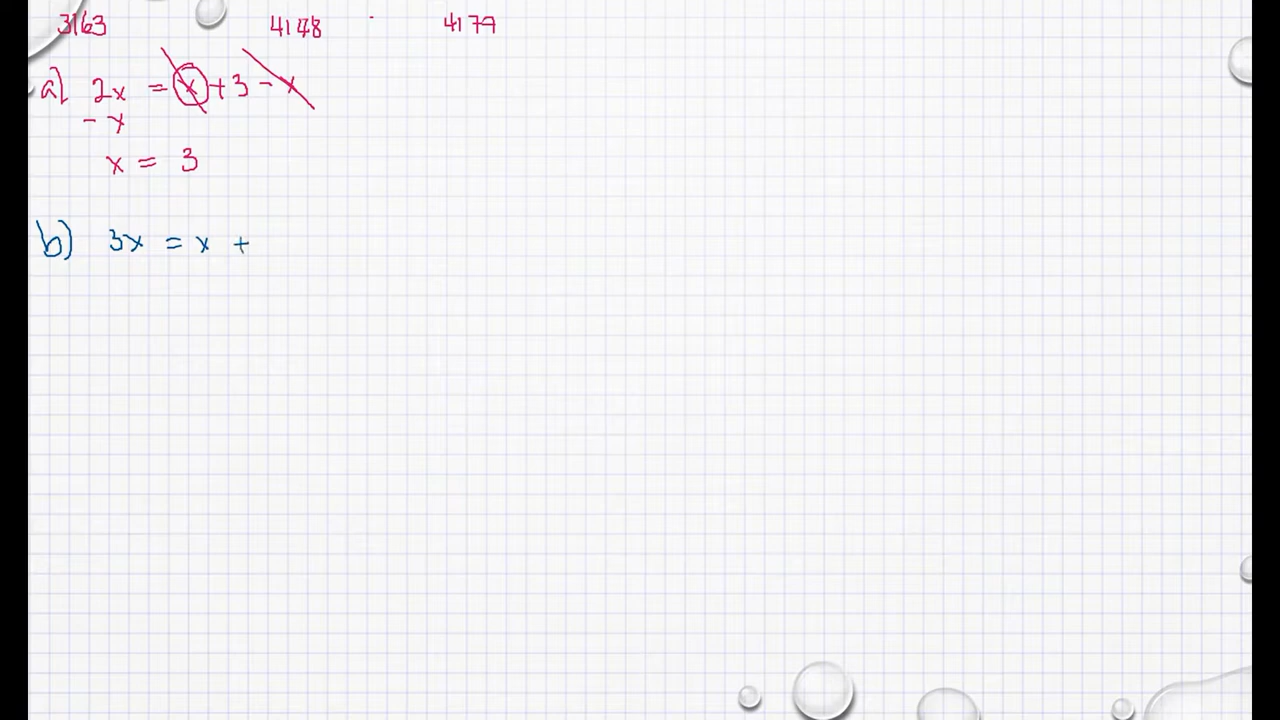 3163 4148 4179
a) 2x = x + 3 - x
- x
x = 3
b) 3x = x +